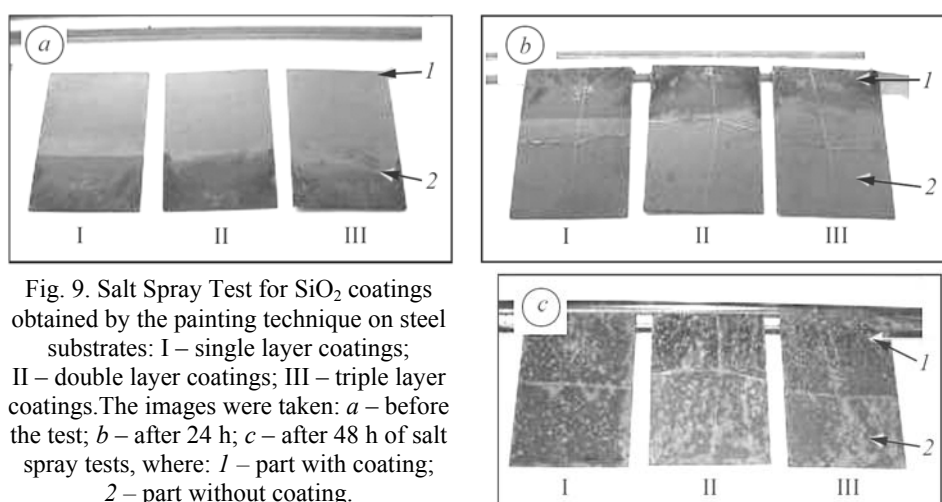 a
1
2
I II III
b
1
2
I II III
Fig. 9. Salt Spray Test for SiO₂ coatings
obtained by the painting technique on steel
substrates: I – single layer coatings;
II – double layer coatings; III – triple layer
coatings.The images were taken: a – before
the test; b – after 24 h; c – after 48 h of salt
spray tests, where: 1 – part with coating;
2 – part without coating.
c
1
2
I II III